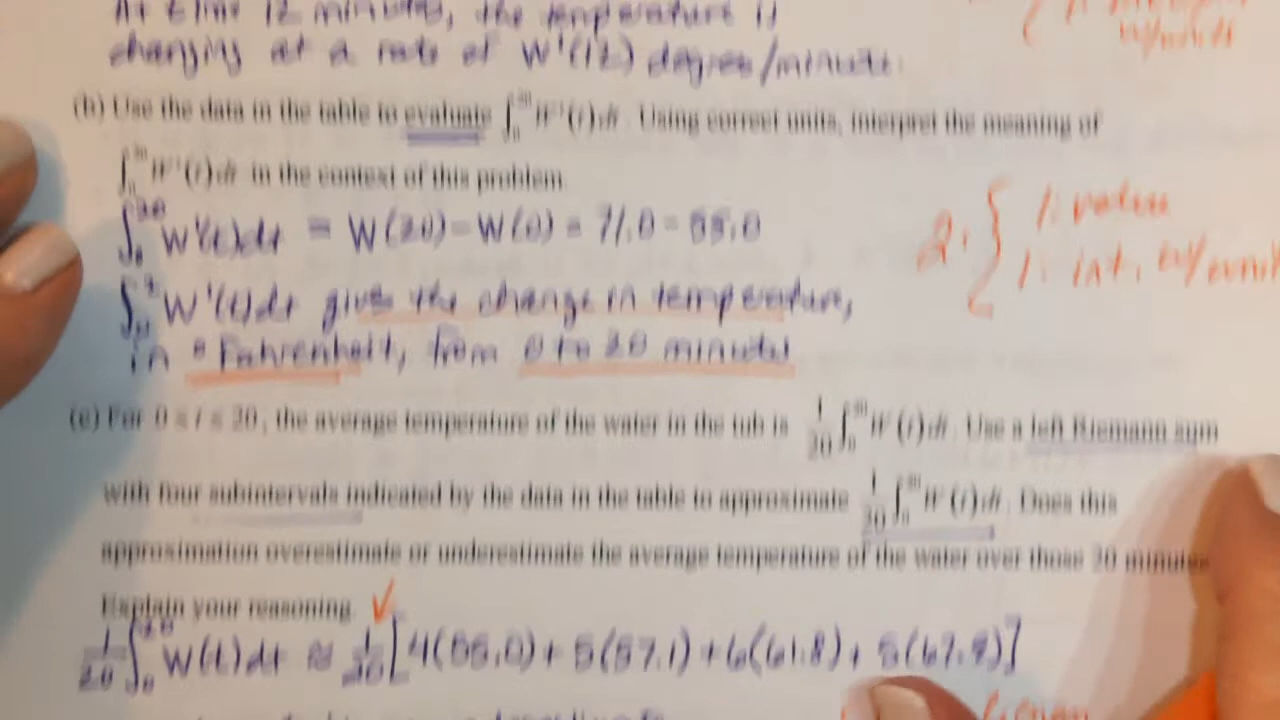 At time 12 minutes, the temperature is
changing at a rate of W'(12) degrees/minute.
w/units
(b) Use the data in the table to evaluate ∫₀²⁰ W'(t) dt. Using correct units, interpret the meaning of
∫₀²⁰ W'(t) dt in the context of this problem.
∫₀²⁰ W'(t)dt = W(20) - W(0) = 71.0 - 55.0
2: { 1: value
1: int. w/unit
∫₀² W'(t)dt gives the change in temperature,
in ° Fahrenheit, from 0 to 20 minutes
(c) For 0 ≤ t ≤ 20, the average temperature of the water in the tub is 1/20 ∫₀²⁰ W(t) dt. Use a left Riemann sum
with four subintervals indicated by the data in the table to approximate 1/20 ∫₀²⁰ W(t) dt. Does this
approximation overestimate or underestimate the average temperature of the water over those 20 minutes
Explain your reasoning. ✓
1/20 ∫₀²⁰ W(t)dt ≈ 1/20 [4(55.0) + 5(57.1) + 6(61.8) + 5(67.9)]